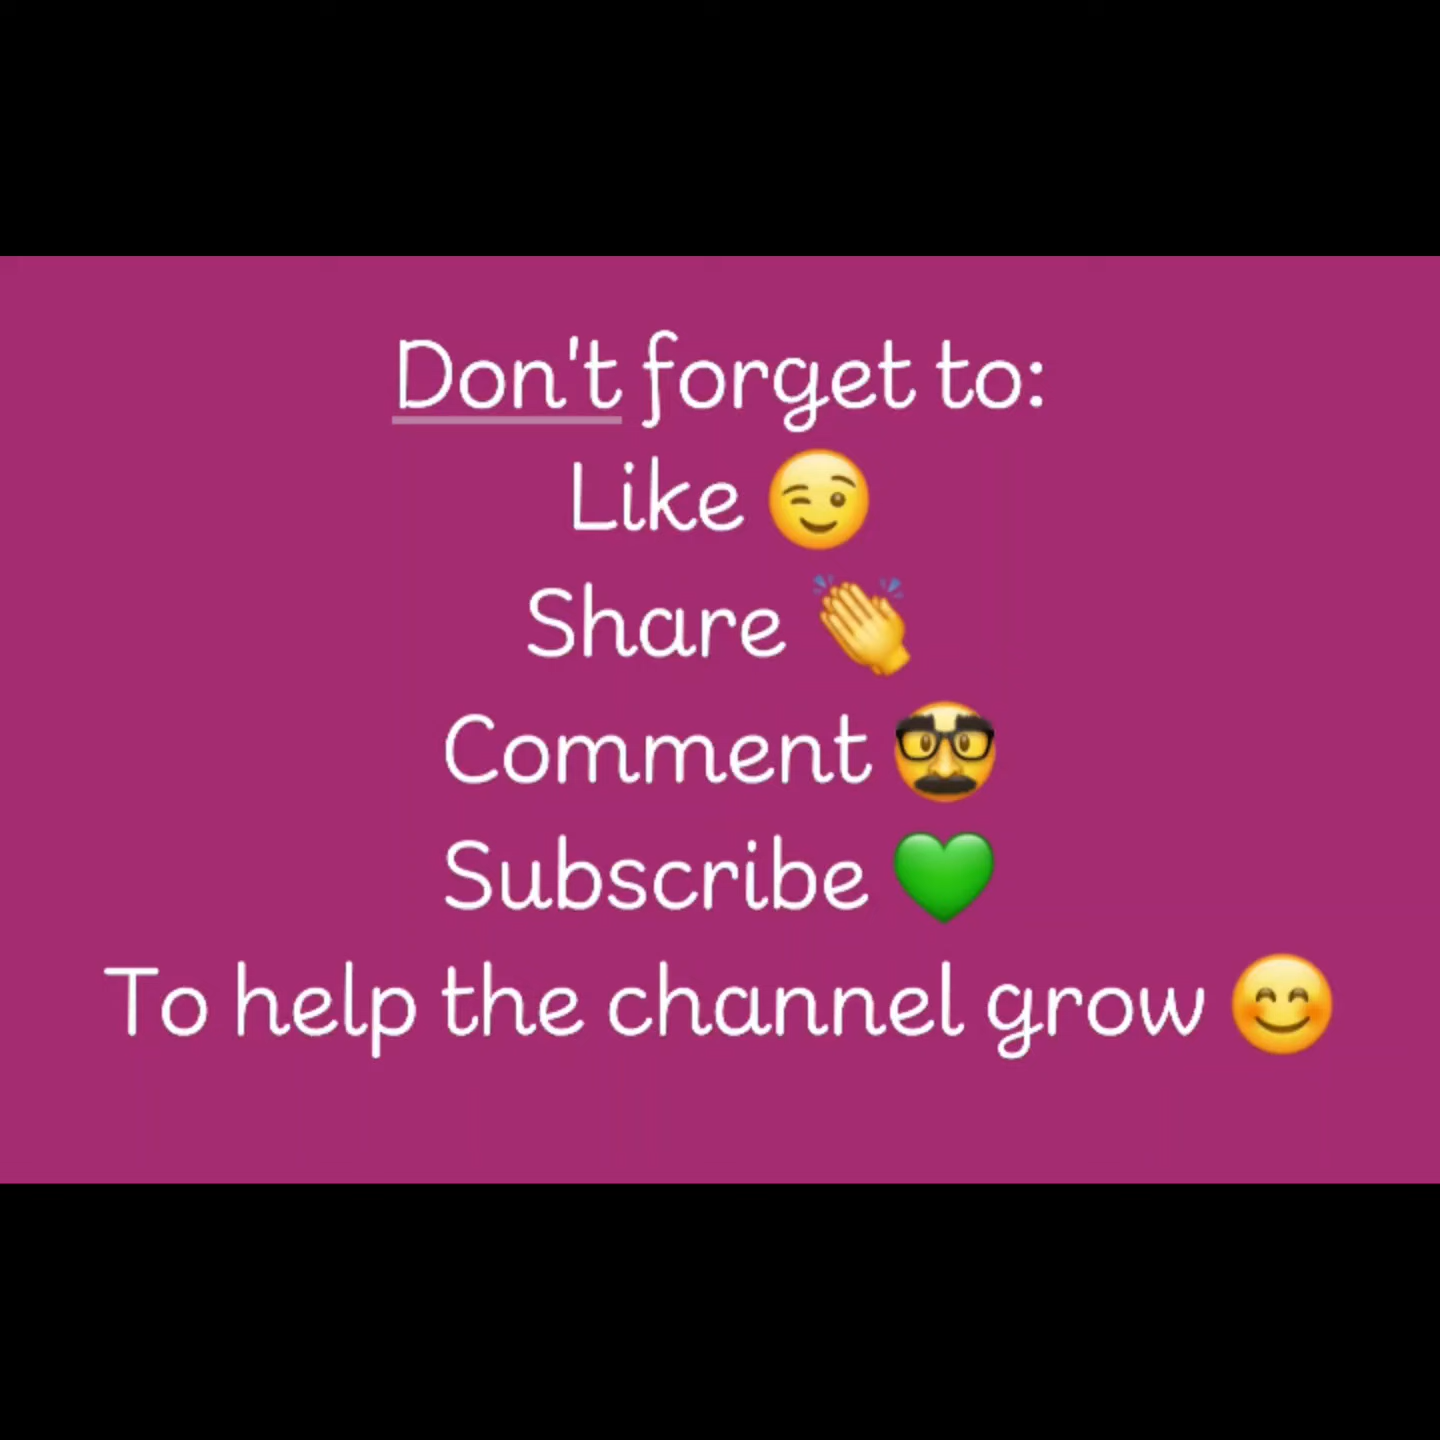 Don't forget to:
Like 😉
Share 👏
Comment 🥸
Subscribe 💚
To help the channel grow 😊